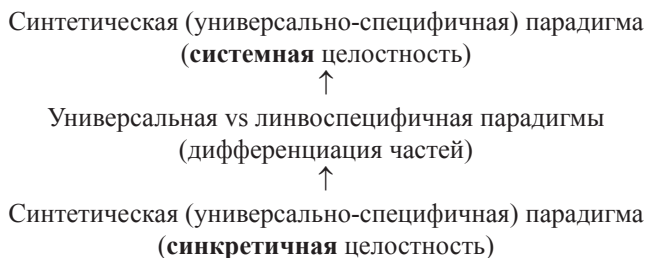 Синтетическая (универсально-специфичная) парадигма
(системная целостность)
↑
Универсальная vs линвоспецифичная парадигмы
(дифференциация частей)
↑
Синтетическая (универсально-специфичная) парадигма
(синкретичная целостность)